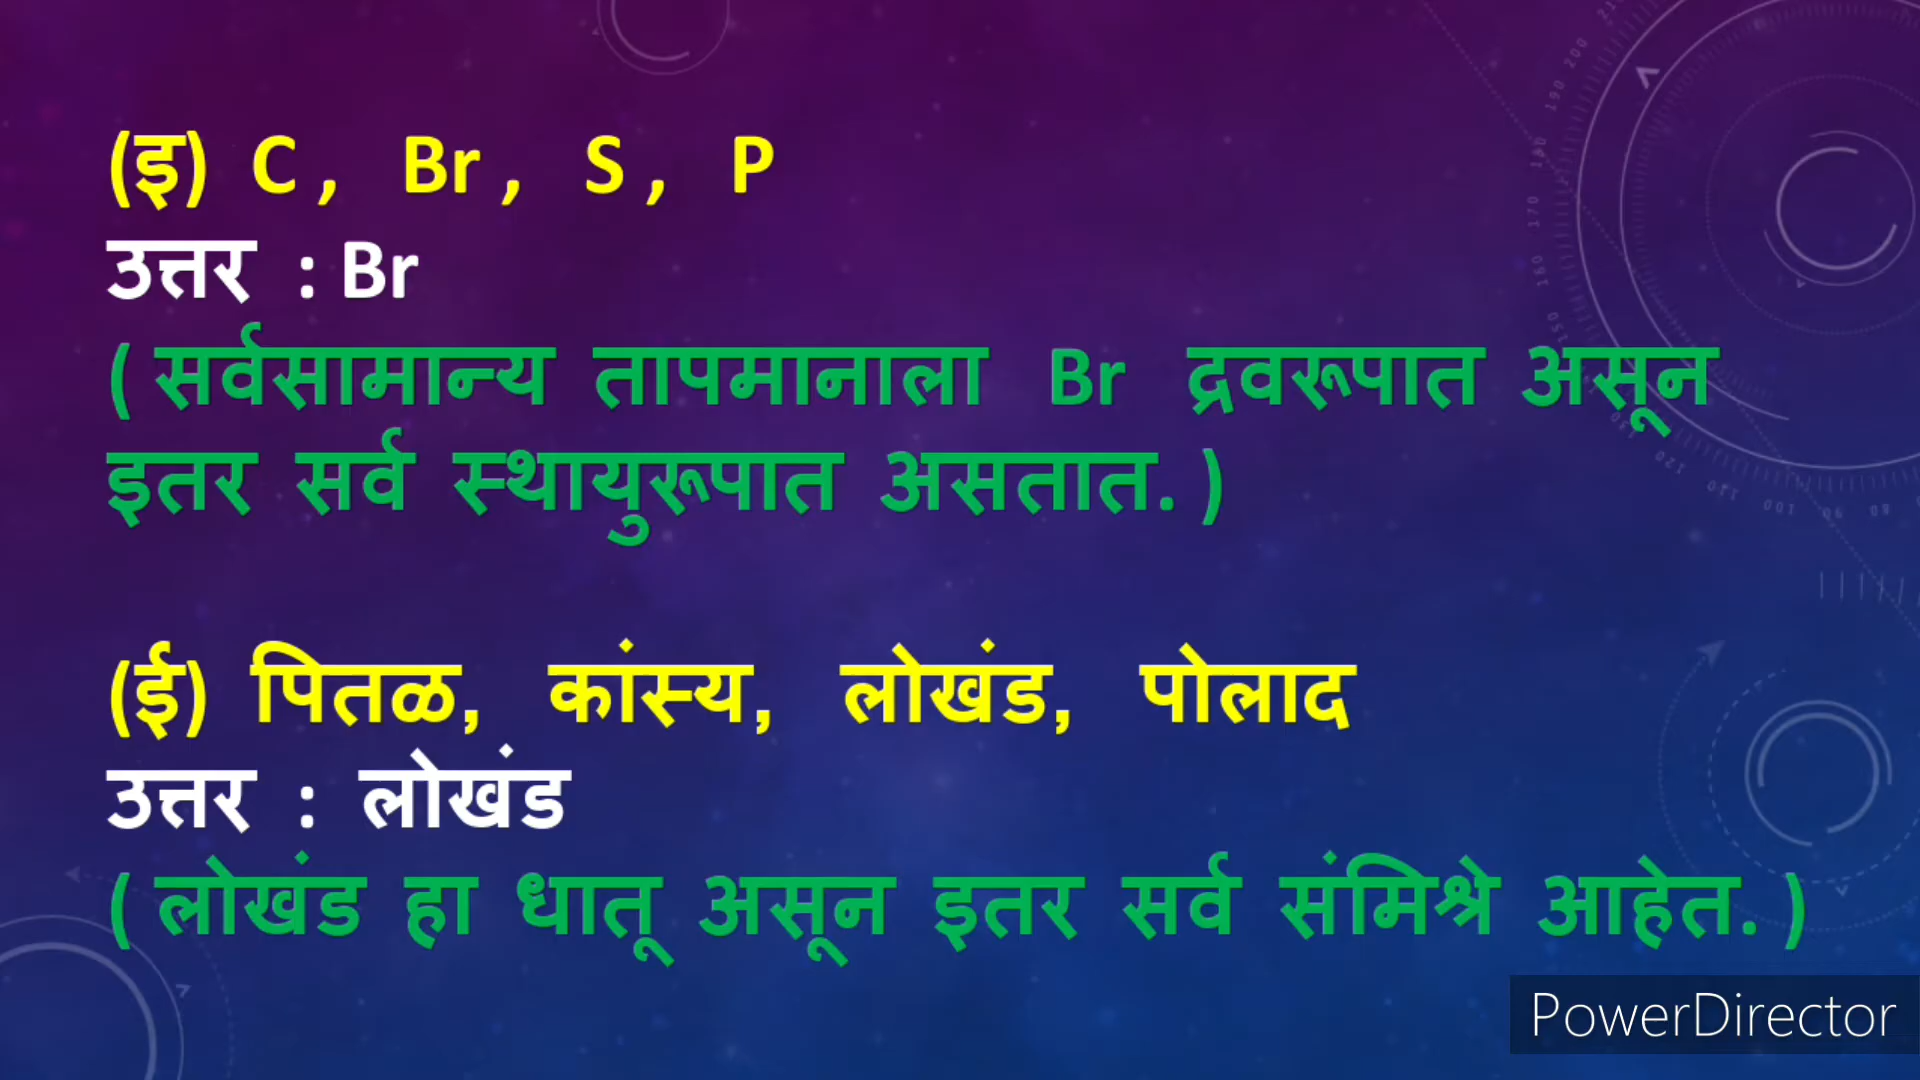 (इ) C , Br , S , P
उत्तर : Br
( सर्वसामान्य तापमानाला Br द्रवरूपात असून
इतर सर्व स्थायुरूपात असतात. )
(ई) पितळ, कांस्य, लोखंड, पोलाद
उत्तर : लोखंड
( लोखंड हा धातू असून इतर सर्व संमिश्रे आहेत. )
PowerDirector